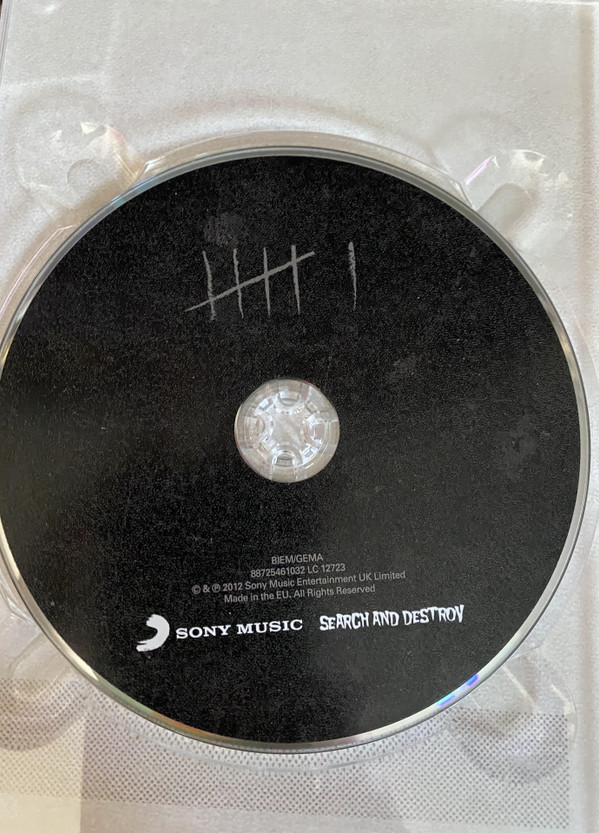 BIEM/GEMA
88725461032 LC 12723
© & ℗ 2012 Sony Music Entertainment UK Limited
Made in the EU. All Rights Reserved
SONY MUSIC SEARCH AND DESTROY